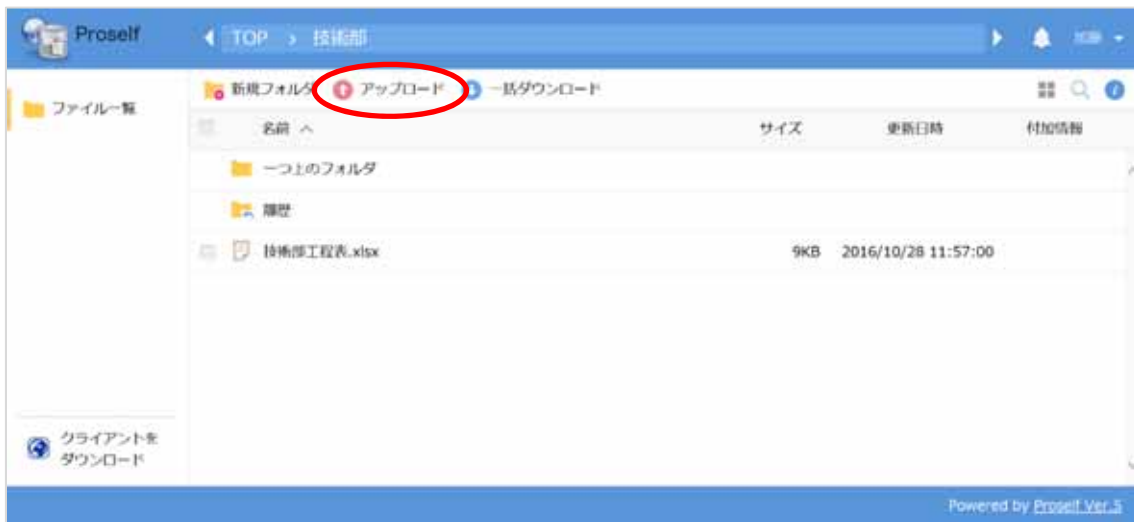 Proself
TOP > 技術部
ファイル一覧
新規フォルダ アップロード 一括ダウンロード
名前 サイズ 更新日時 付加情報
一つ上のフォルダ
履歴
技術部工程表.xlsx 9KB 2016/10/28 11:57:00
クライアントを
ダウンロード
Powered by Proself Ver.5